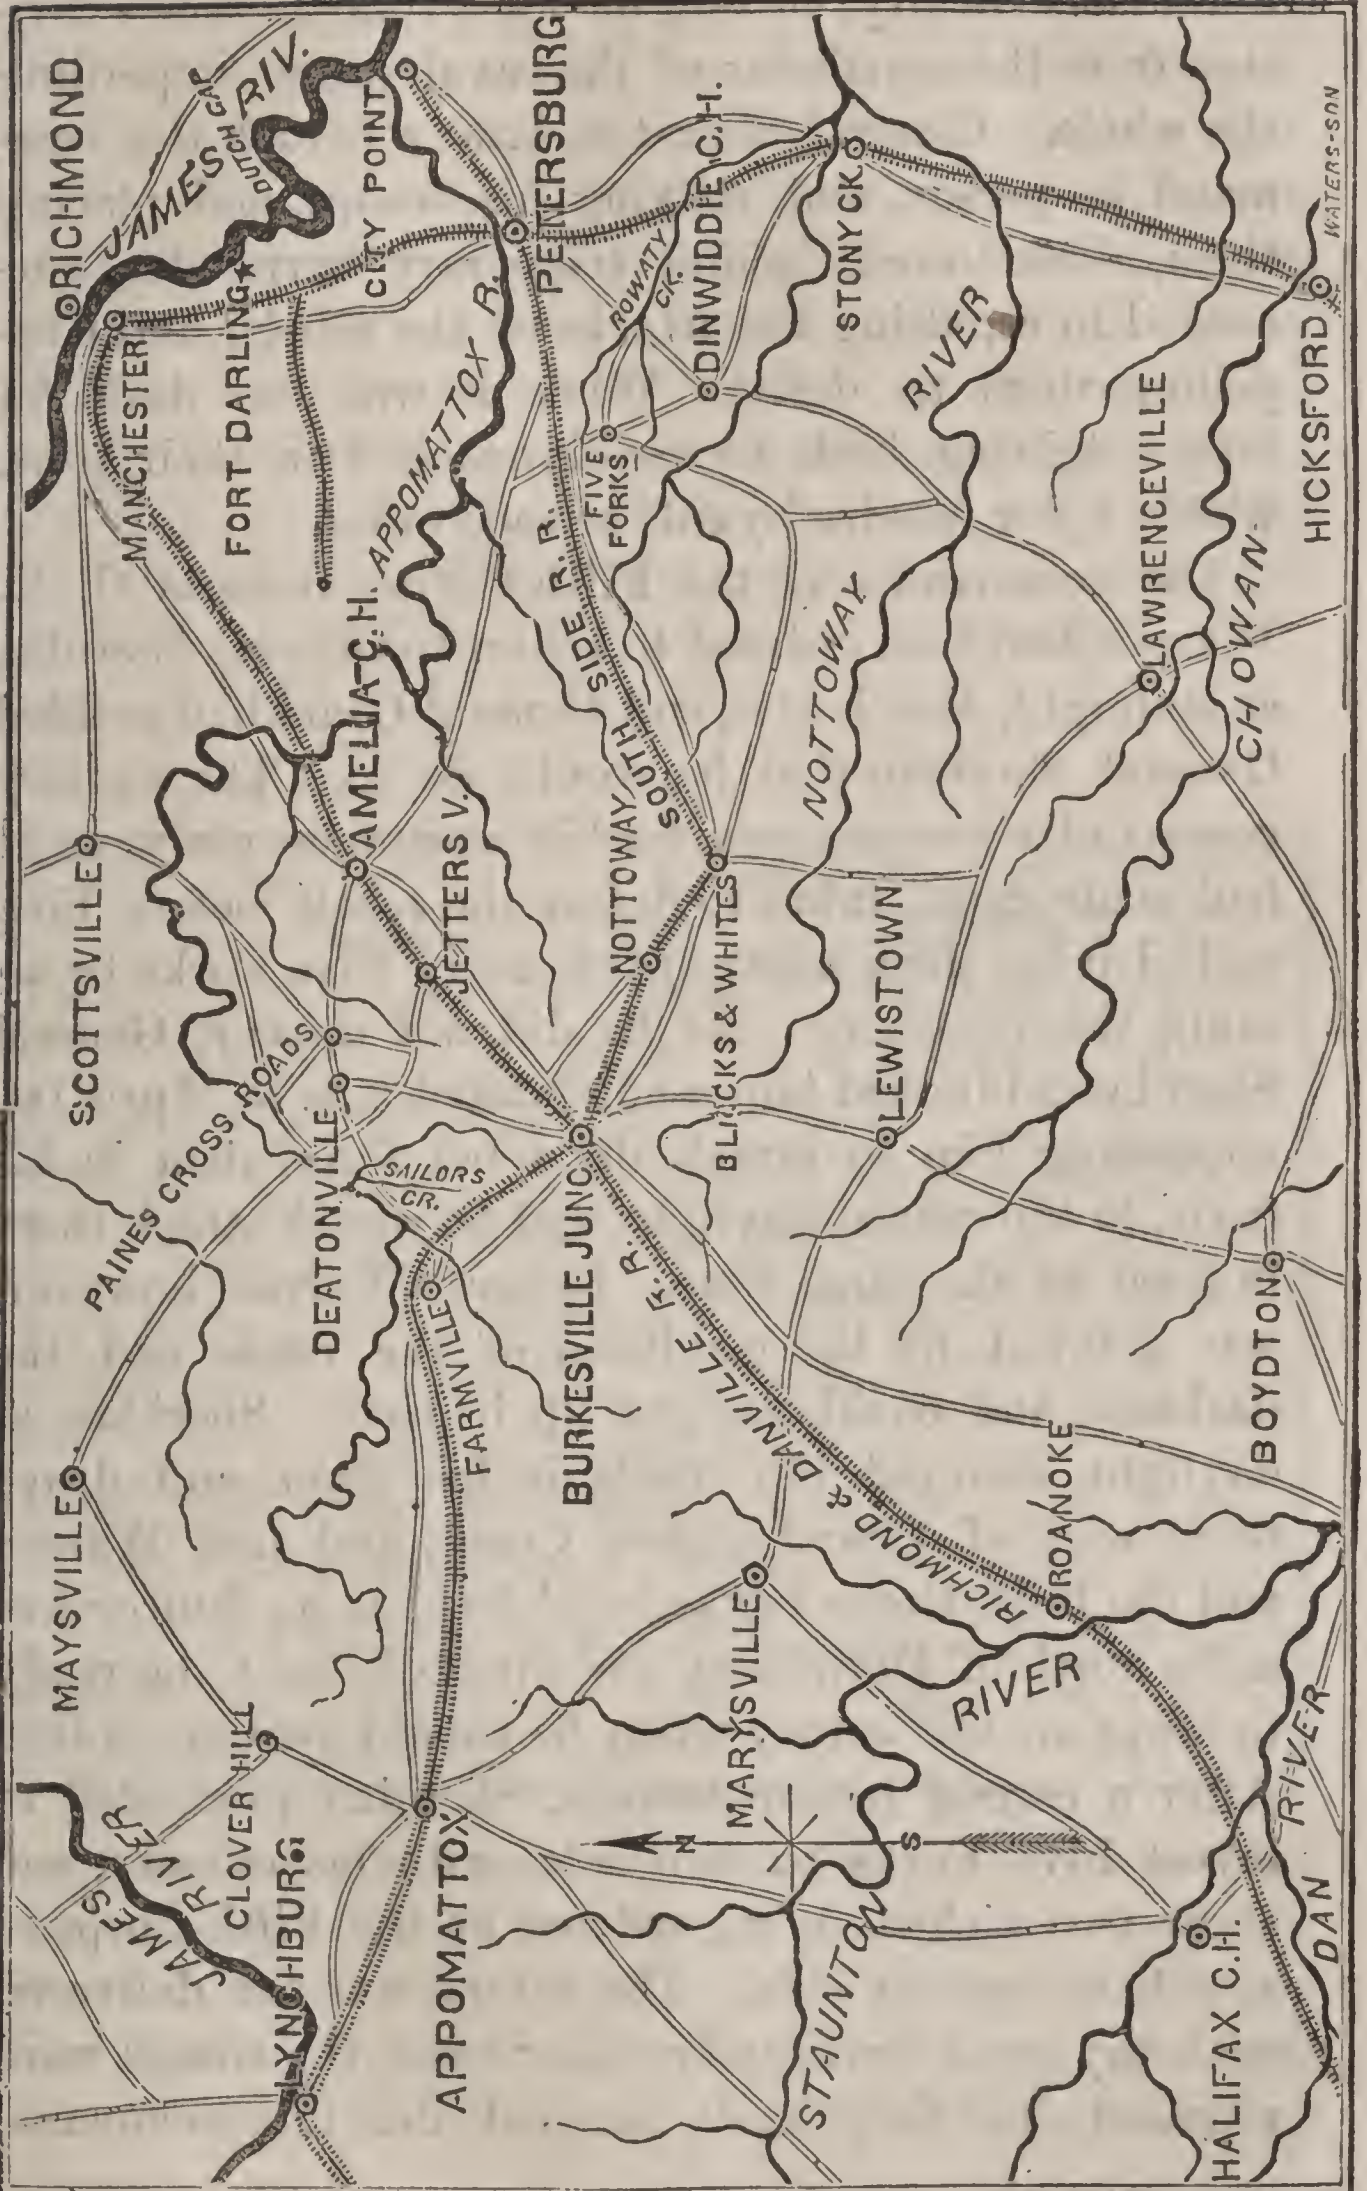 RICHMOND
JAMES RIV.
DUTCH GAP
CITY POINT
PETERSBURG
MANCHESTER
FORT DARLING
APPOMATTOX R.
ROWATY
CK.
DINWIDDIE C.H.
STONY CK.
RIVER
HICKSFORD
WATERS-SON
AMELIA C.H.
FIVE
FORKS
SOUTH SIDE R. R.
NOTTOWAY
LAWRENCEVILLE
CHOWAN
SCOTTSVILLE
JETTERS V.
NOTTOWAY
BLACKS & WHITES
LEWISTOWN
PAINES CROSS ROADS
DEATONVILLE
SAILORS
CR.
FARMVILLE
BURKESVILLE JUNC.
RICHMOND & DANVILLE R. R.
ROANOKE
BOYDTON
MAYSVILLE
CLOVER HILL
MARYSVILLE
RIVER
JAMES RIVER
LYNCHBURG
APPOMATTOX
N
S
STAUNTON
HALIFAX C.H.
DAN
RIVER